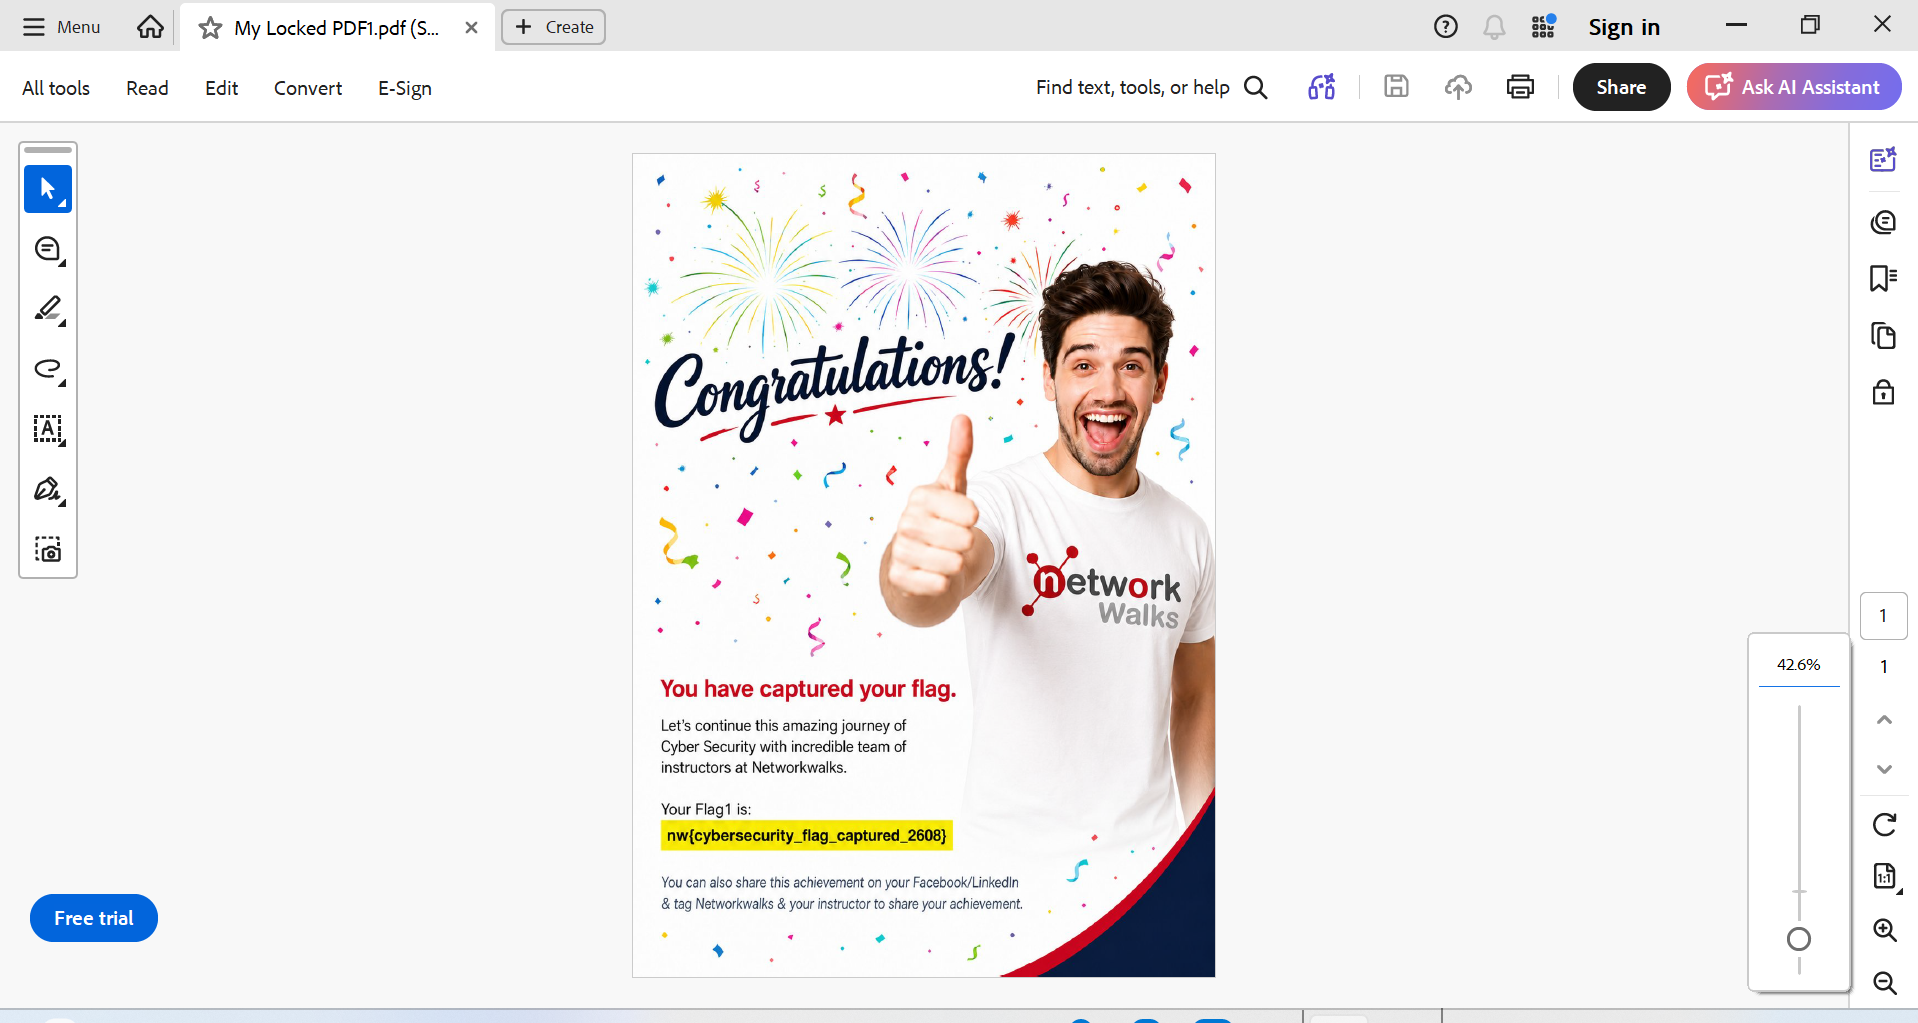 Menu
My Locked PDF1.pdf (S...
Create
Sign in
All tools
Read
Edit
Convert
E-Sign
Find text, tools, or help
Share
Ask AI Assistant
Congratulations!
network
Walks
You have captured your flag.
Let's continue this amazing journey of
Cyber Security with incredible team of
instructors at Networkwalks.
Your Flag1 is:
nw{cybersecurity_flag_captured_2608}
You can also share this achievement on your Facebook/LinkedIn
& tag Networkwalks & your instructor to share your achievement.
Free trial
1
42.6%
1
1:1